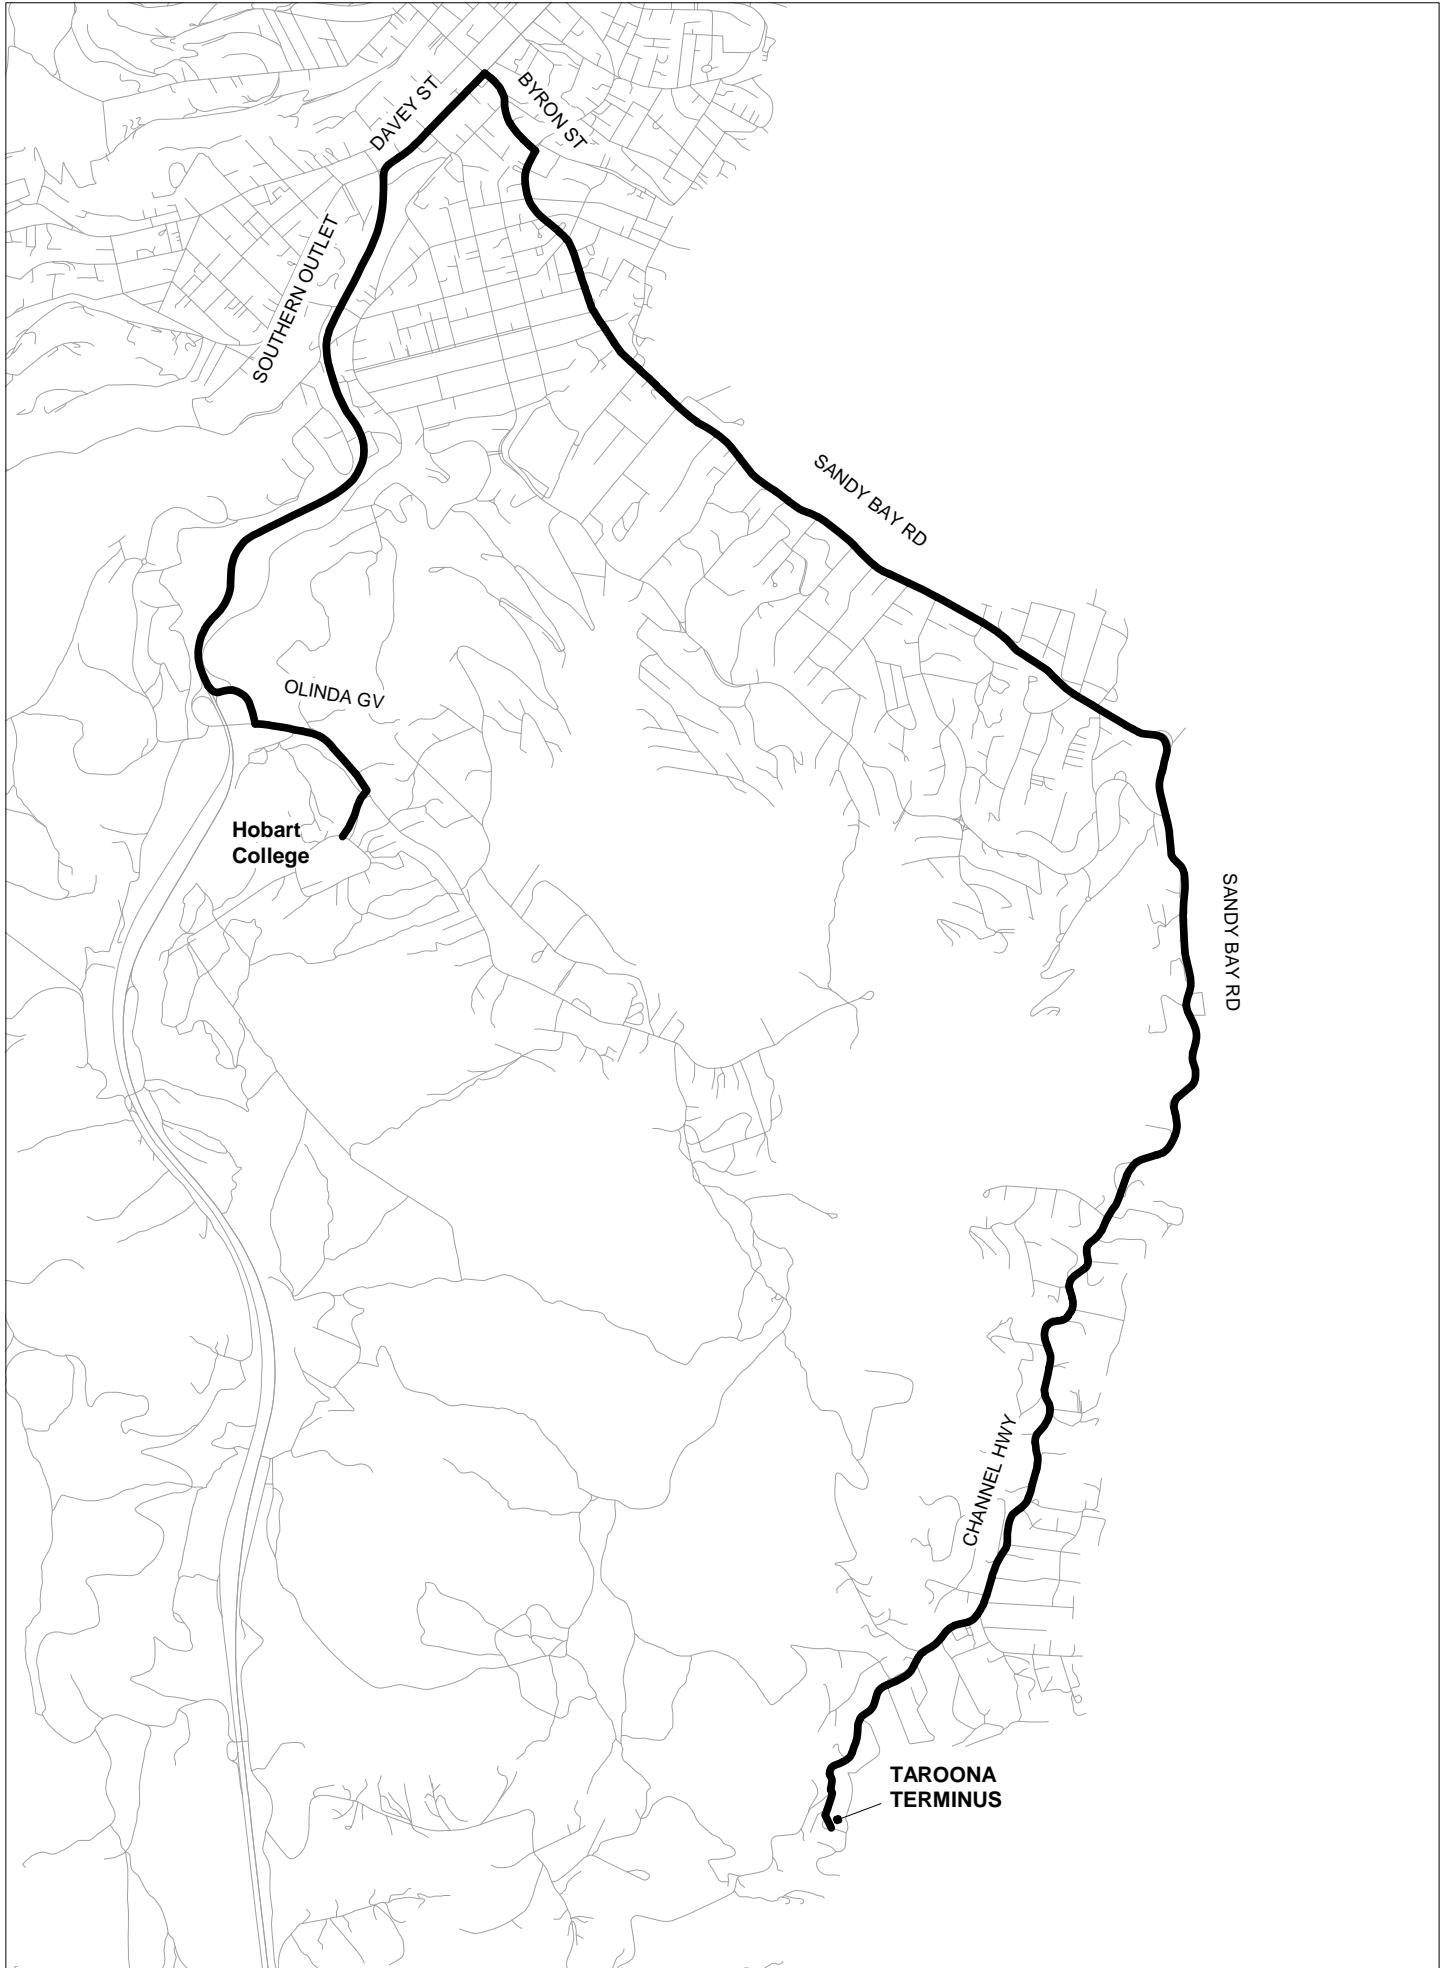 DAVEY ST
BYRON ST
SOUTHERN OUTLET
SANDY BAY RD
OLINDA GV
Hobart
College
SANDY BAY RD
CHANNEL HWY
TAROONA
TERMINUS